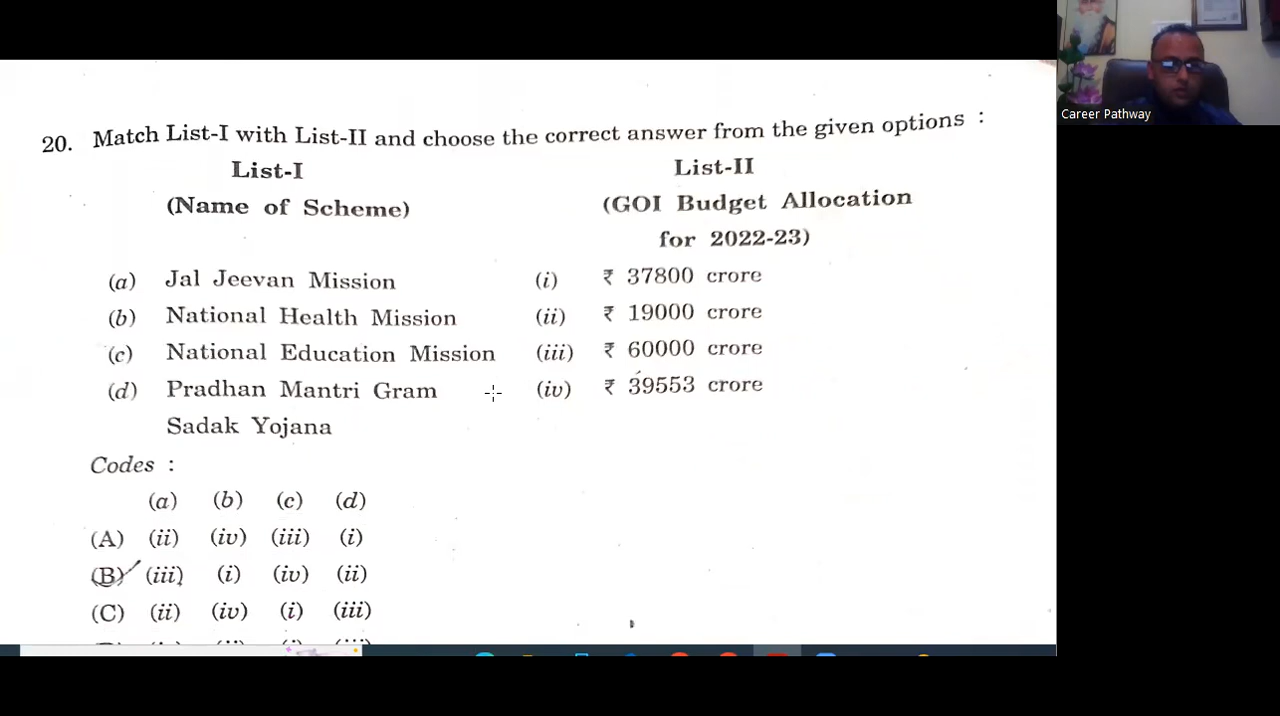 Career Pathway
20. Match List-I with List-II and choose the correct answer from the given options :
List-I List-II
(Name of Scheme) (GOI Budget Allocation
for 2022-23)
(a) Jal Jeevan Mission (i) ₹ 37800 crore
(b) National Health Mission (ii) ₹ 19000 crore
(c) National Education Mission (iii) ₹ 60000 crore
(d) Pradhan Mantri Gram (iv) ₹ 39553 crore
Sadak Yojana
Codes :
(a) (b) (c) (d)
(A) (ii) (iv) (iii) (i)
(B) (iii) (i) (iv) (ii)
(C) (ii) (iv) (i) (iii)